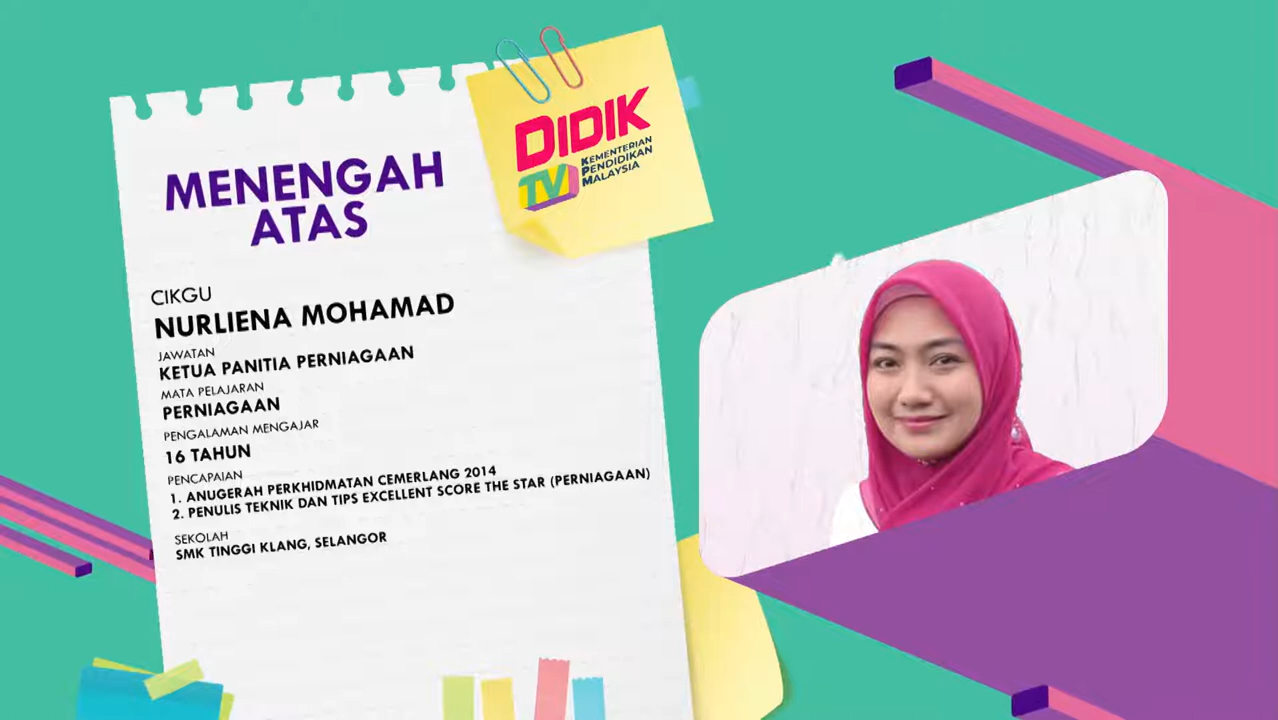 DIDIK
TV
KEMENTERIAN
PENDIDIKAN
MALAYSIA
MENENGAH
ATAS
CIKGU
NURLIENA MOHAMAD
JAWATAN
KETUA PANITIA PERNIAGAAN
MATA PELAJARAN
PERNIAGAAN
PENGALAMAN MENGAJAR
16 TAHUN
PENCAPAIAN
1. ANUGERAH PERKHIDMATAN CEMERLANG 2014
2. PENULIS TEKNIK DAN TIPS EXCELLENT SCORE THE STAR (PERNIAGAAN)
SEKOLAH
SMK TINGGI KLANG, SELANGOR